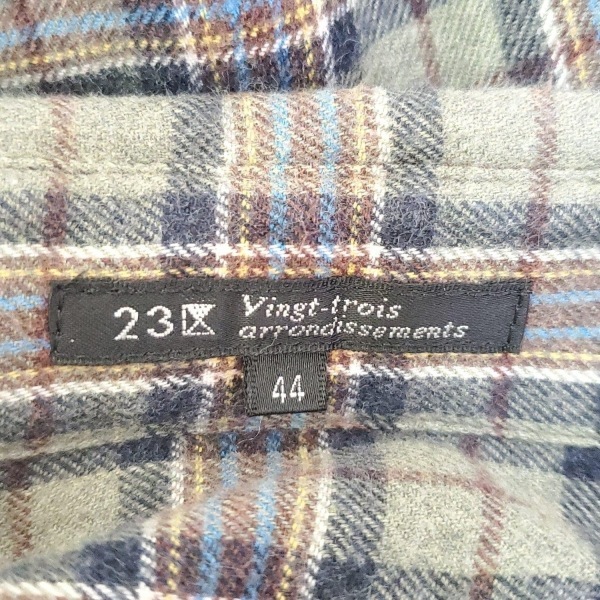 23区 Vingt-trois
arrondissements
44